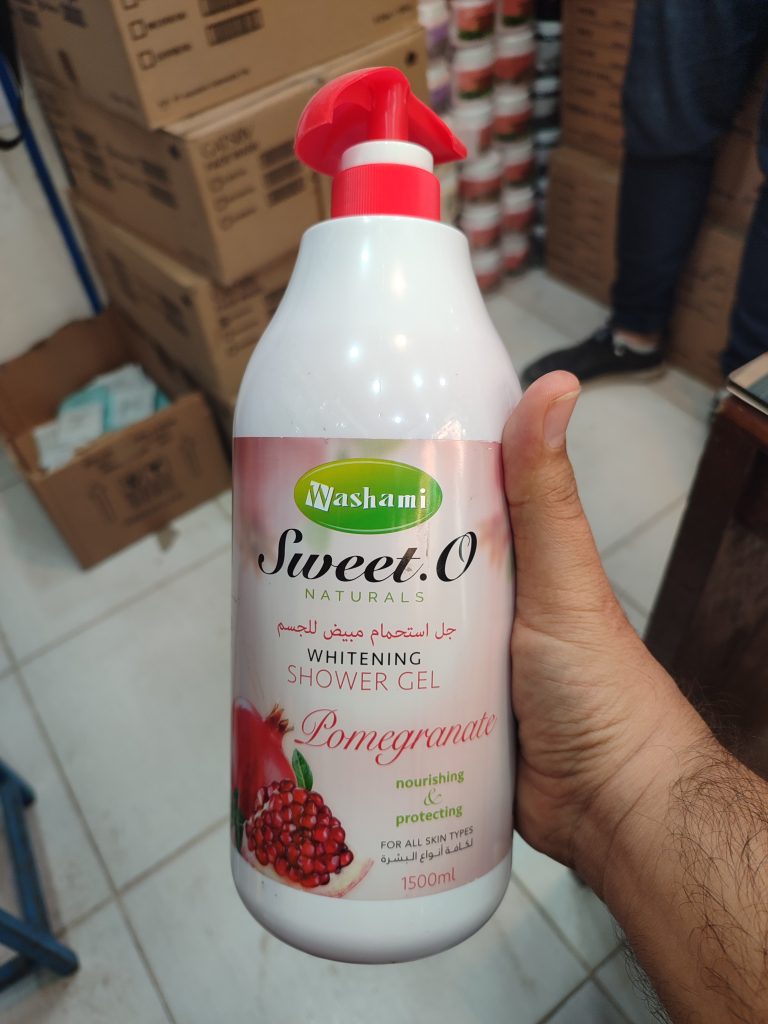 Washami
Sweet.O
NATURALS
جل استحمام مبيض للجسم
WHITENING
SHOWER GEL
Pomegranate
nourishing
&
protecting
FOR ALL SKIN TYPES
لكافة أنواع البشرة
1500ml